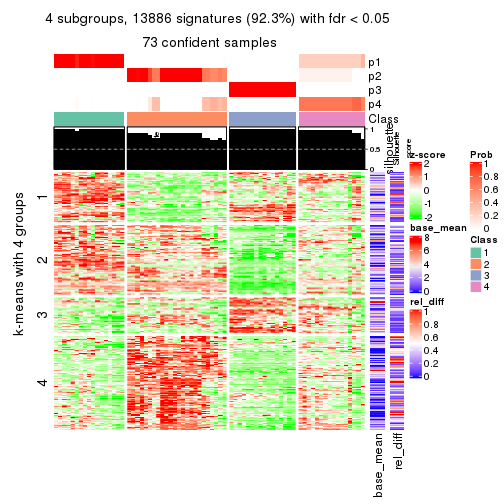 4 subgroups, 13886 signatures (92.3%) with fdr < 0.05
73 confident samples
p1
p2
p3
p4
Class
silhouette
Silhouette
score
1
0.5
0
k-means with 4 groups
1
2
3
4
base_mean
rel_diff
z-score
2
1
0
-1
-2
base_mean
8
6
4
2
0
rel_diff
1
0.8
0.6
0.4
0.2
0
Prob
1
0.8
0.6
0.4
0.2
0
Class
1
2
3
4